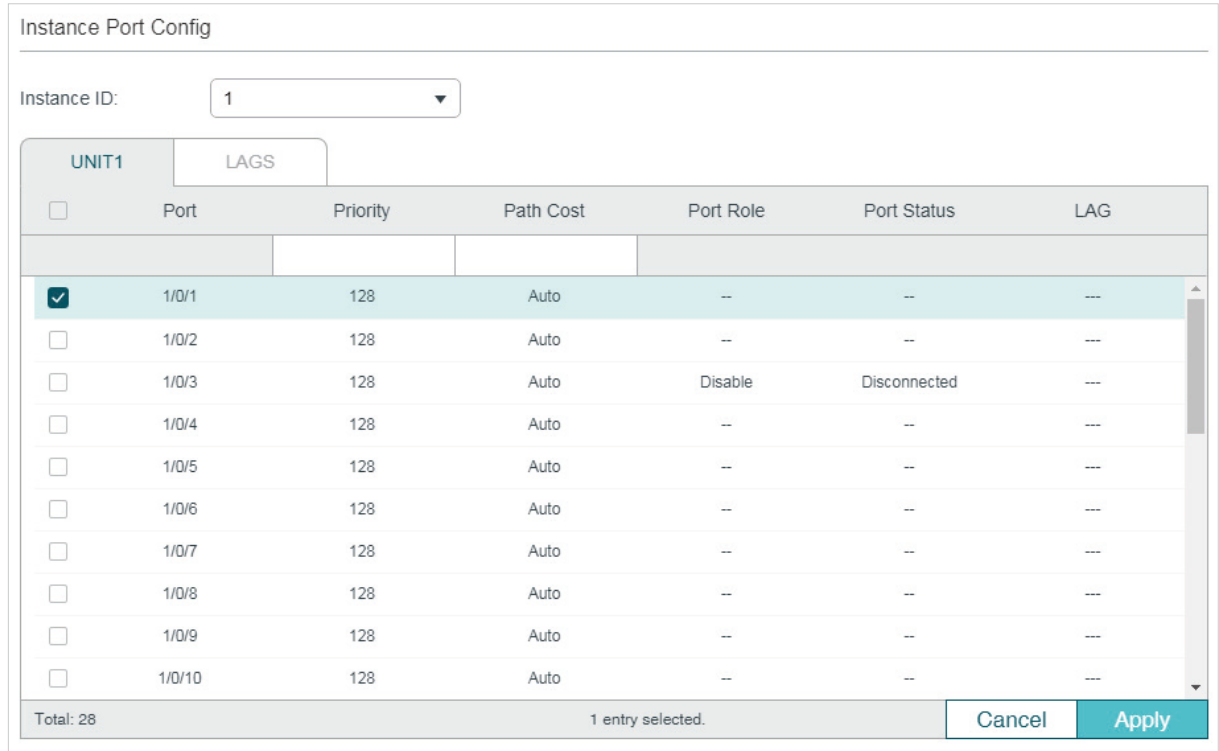 Instance Port Config
Instance ID: 1
UNIT1 LAGS
Port Priority Path Cost Port Role Port Status LAG
1/0/1 128 Auto -- -- ---
1/0/2 128 Auto -- -- ---
1/0/3 128 Auto Disable Disconnected ---
1/0/4 128 Auto -- -- ---
1/0/5 128 Auto -- -- ---
1/0/6 128 Auto -- -- ---
1/0/7 128 Auto -- -- ---
1/0/8 128 Auto -- -- ---
1/0/9 128 Auto -- -- ---
1/0/10 128 Auto -- -- ---
Total: 28 1 entry selected. Cancel Apply